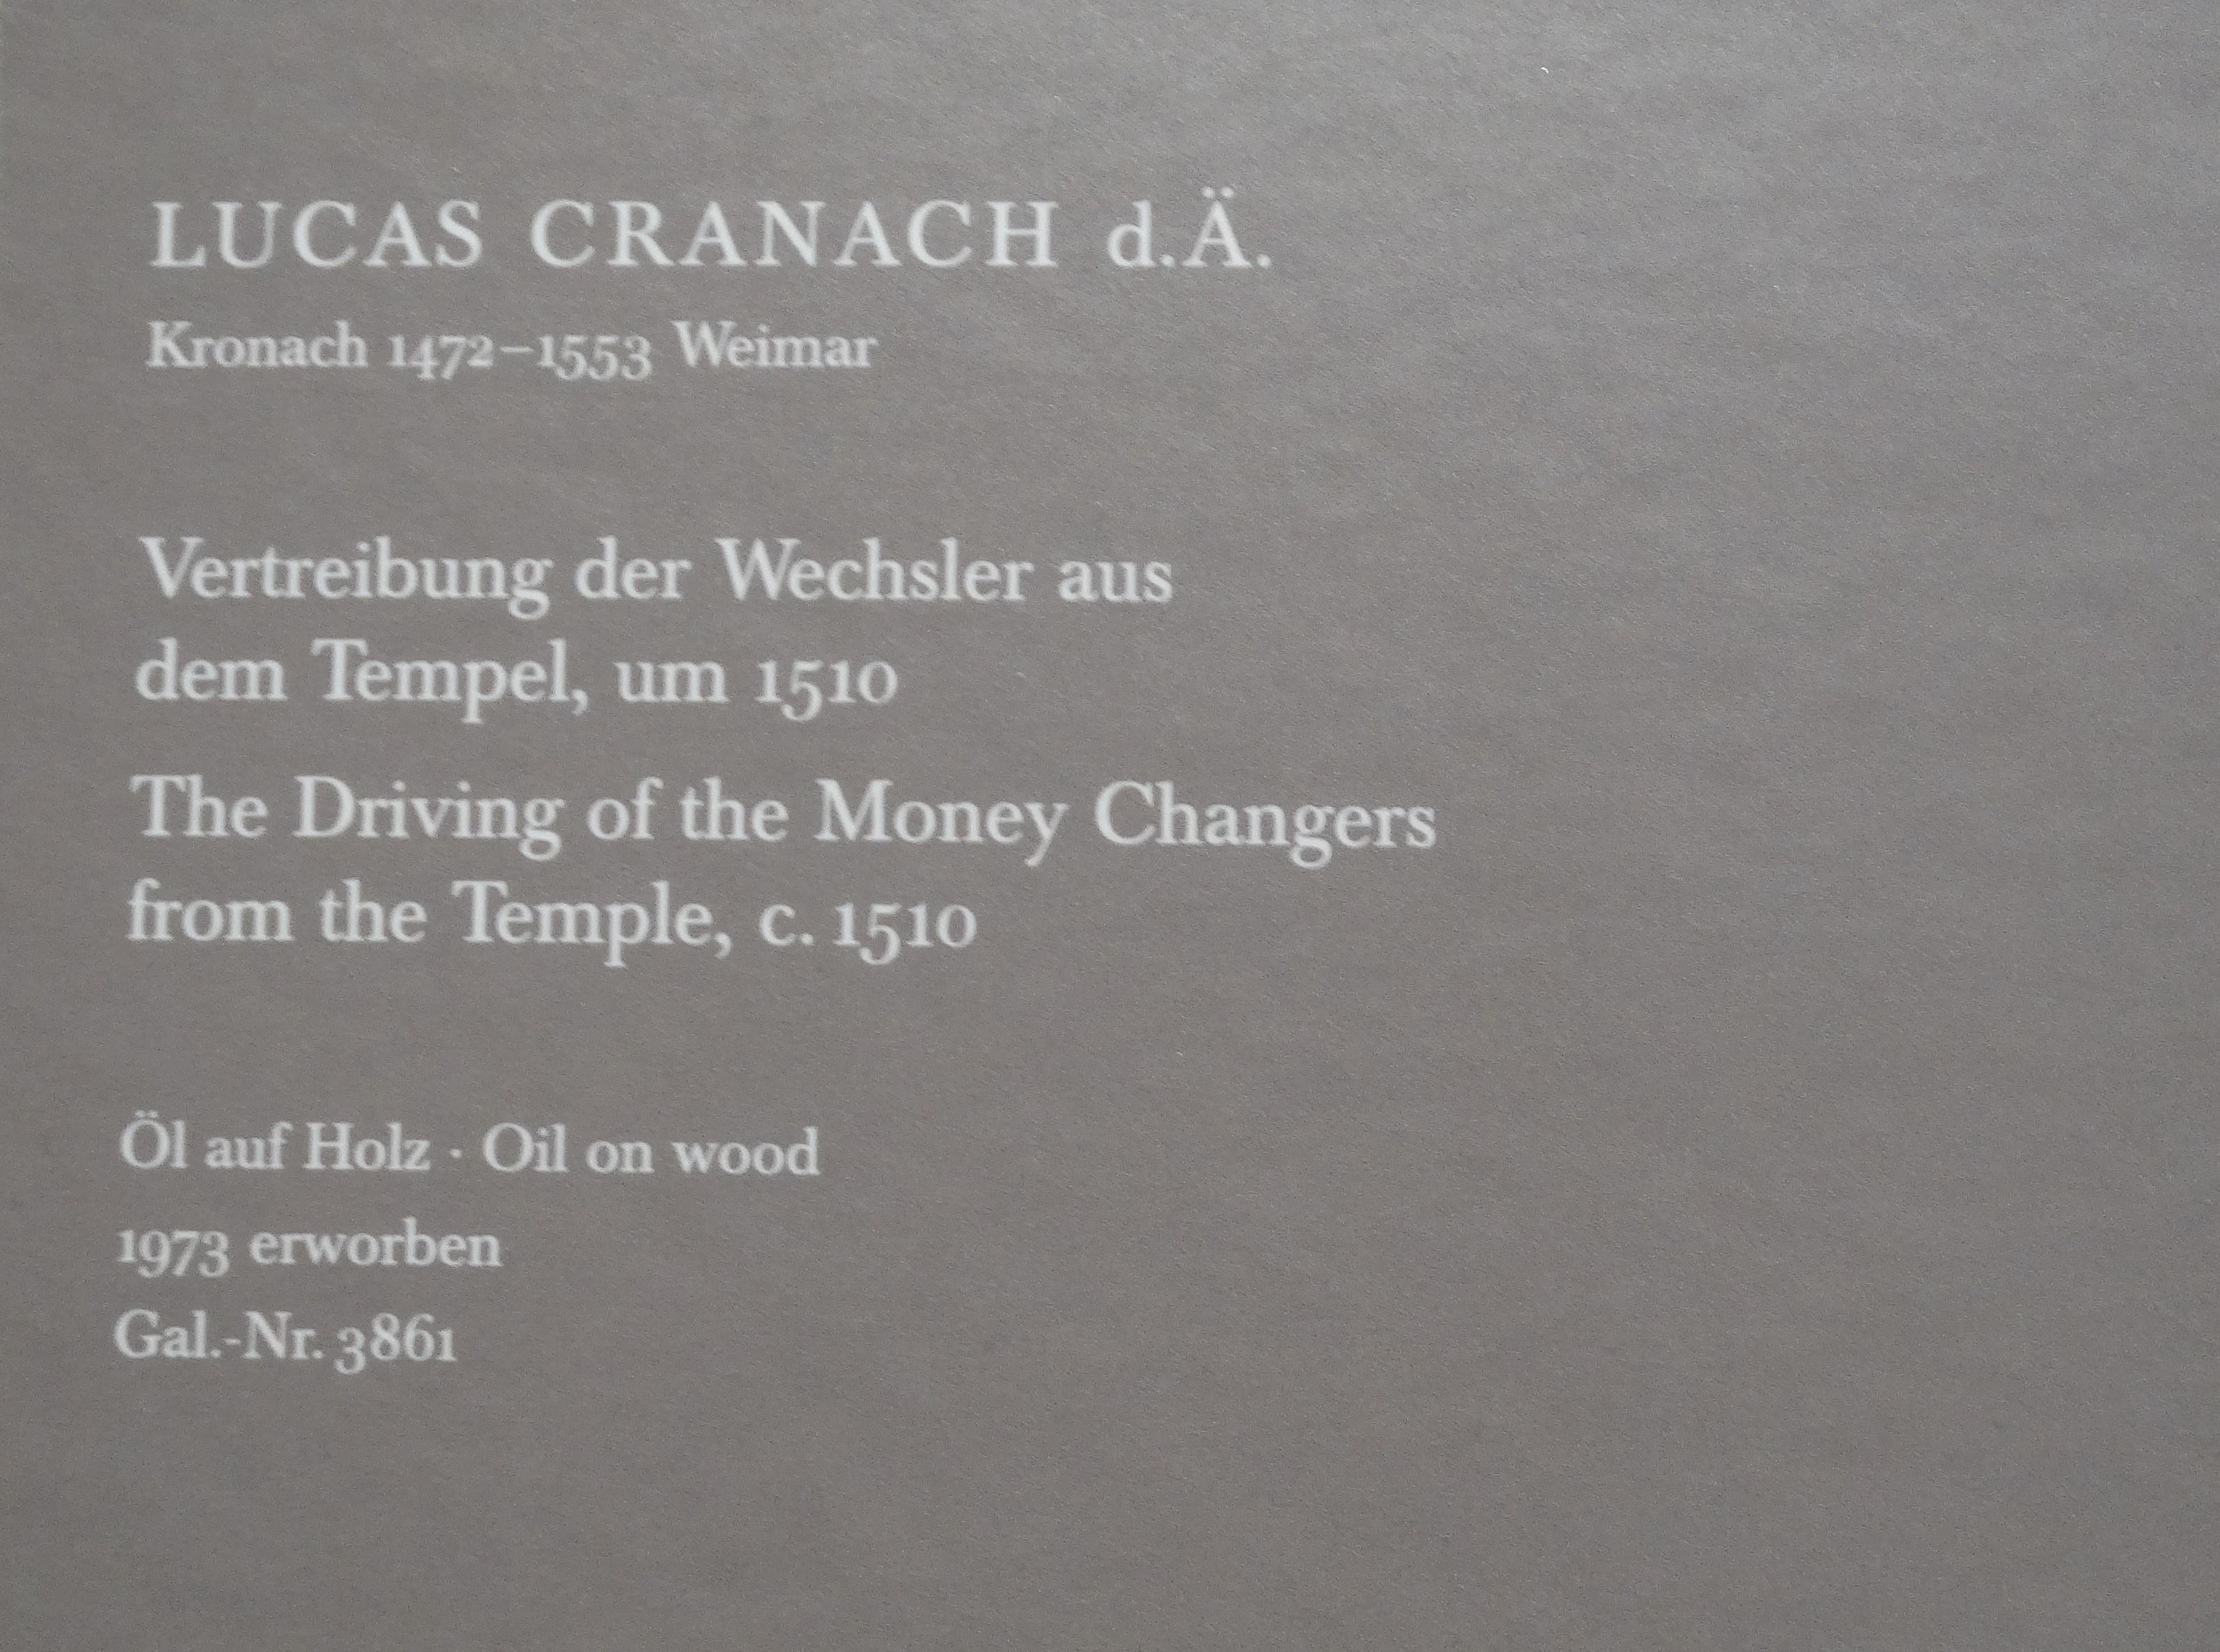 LUCAS CRANACH d.Ä.
Kronach 1472–1553 Weimar
Vertreibung der Wechsler aus
dem Tempel, um 1510
The Driving of the Money Changers
from the Temple, c. 1510
Öl auf Holz · Oil on wood
1973 erworben
Gal.-Nr. 3861